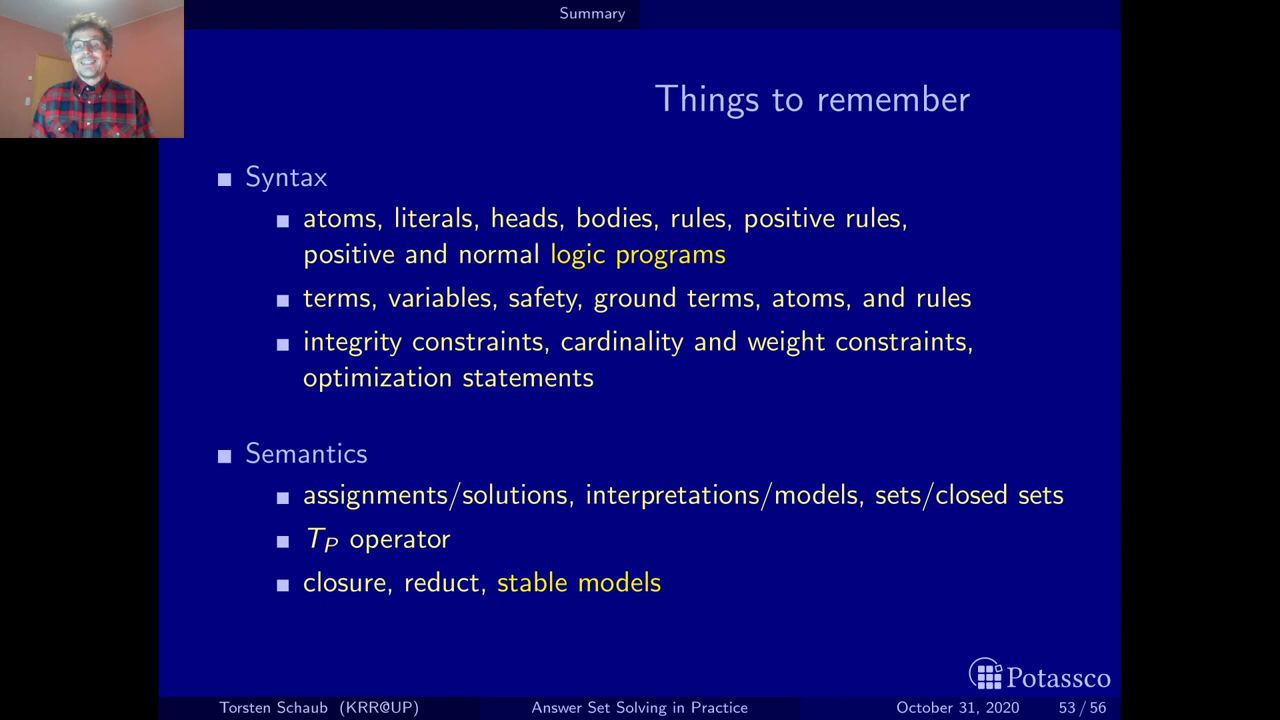 Summary
Things to remember
Syntax
atoms, literals, heads, bodies, rules, positive rules,
positive and normal logic programs
terms, variables, safety, ground terms, atoms, and rules
integrity constraints, cardinality and weight constraints,
optimization statements
Semantics
assignments/solutions, interpretations/models, sets/closed sets
TP operator
closure, reduct, stable models
Potassco
Torsten Schaub (KRR@UP) Answer Set Solving in Practice October 31, 2020 53 / 56